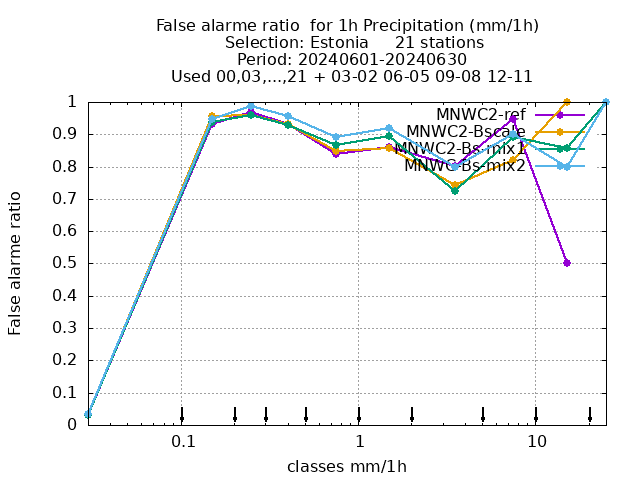 False alarme ratio  for 1h Precipitation (mm/1h)
Selection: Estonia     21 stations
Period: 20240601-20240630
Used 00,03,...,21 + 03-02 06-05 09-08 12-11
MNWC2-ref
MNWC2-Bscale
MNWC2-Bs-mix1
MNWC-Bs-mix2
1
0.9
0.8
0.7
0.6
0.5
0.4
0.3
0.2
0.1
0
False alarme ratio
0.1 1 10
classes mm/1h